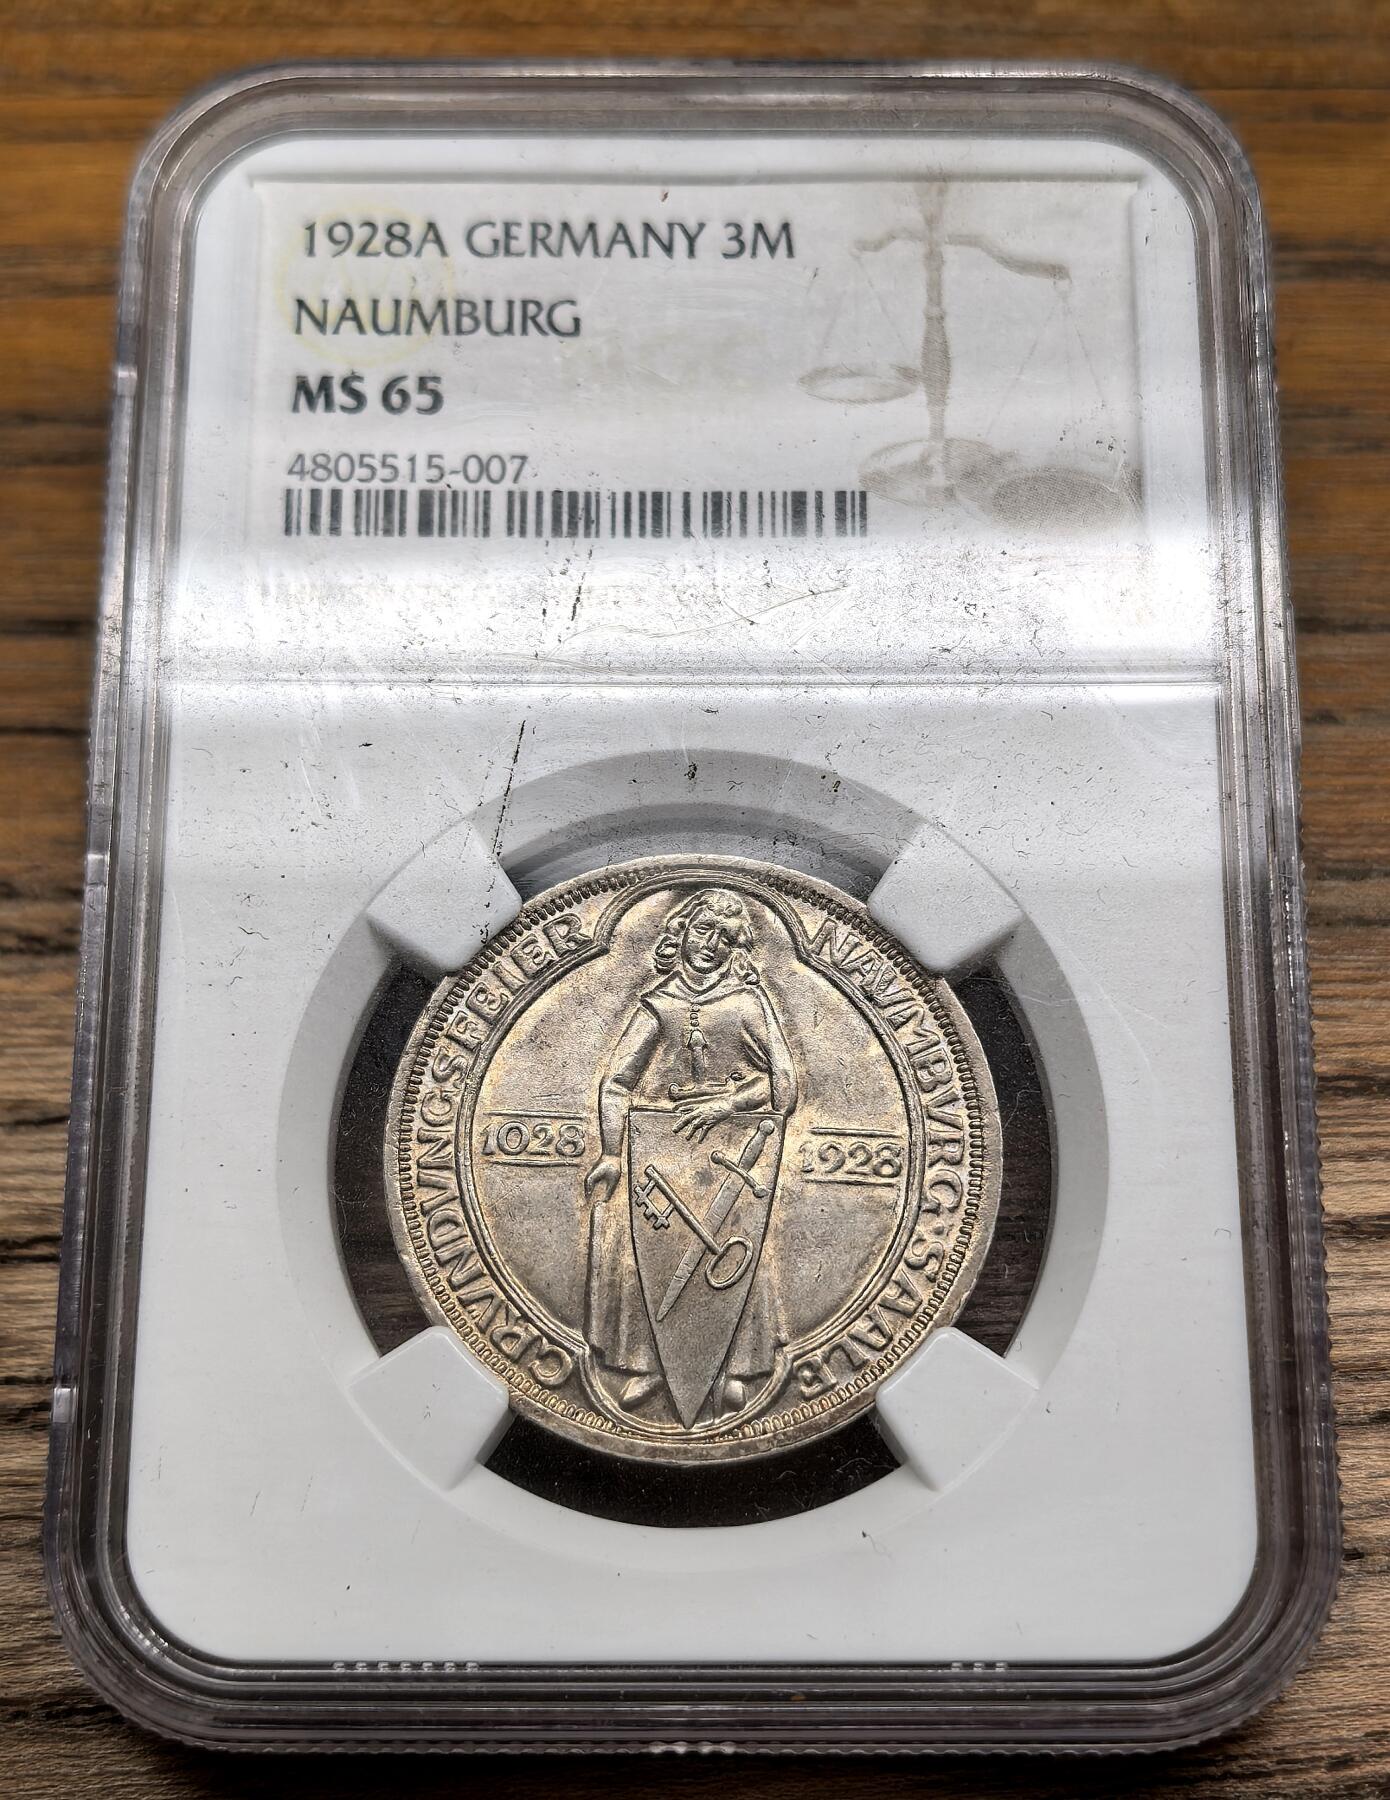 1928A GERMANY 3M
NAUMBURG
MS 65
4805515-007
GRVNDVNGSFEIER NAVMBVRG·SAALE
1028 1928